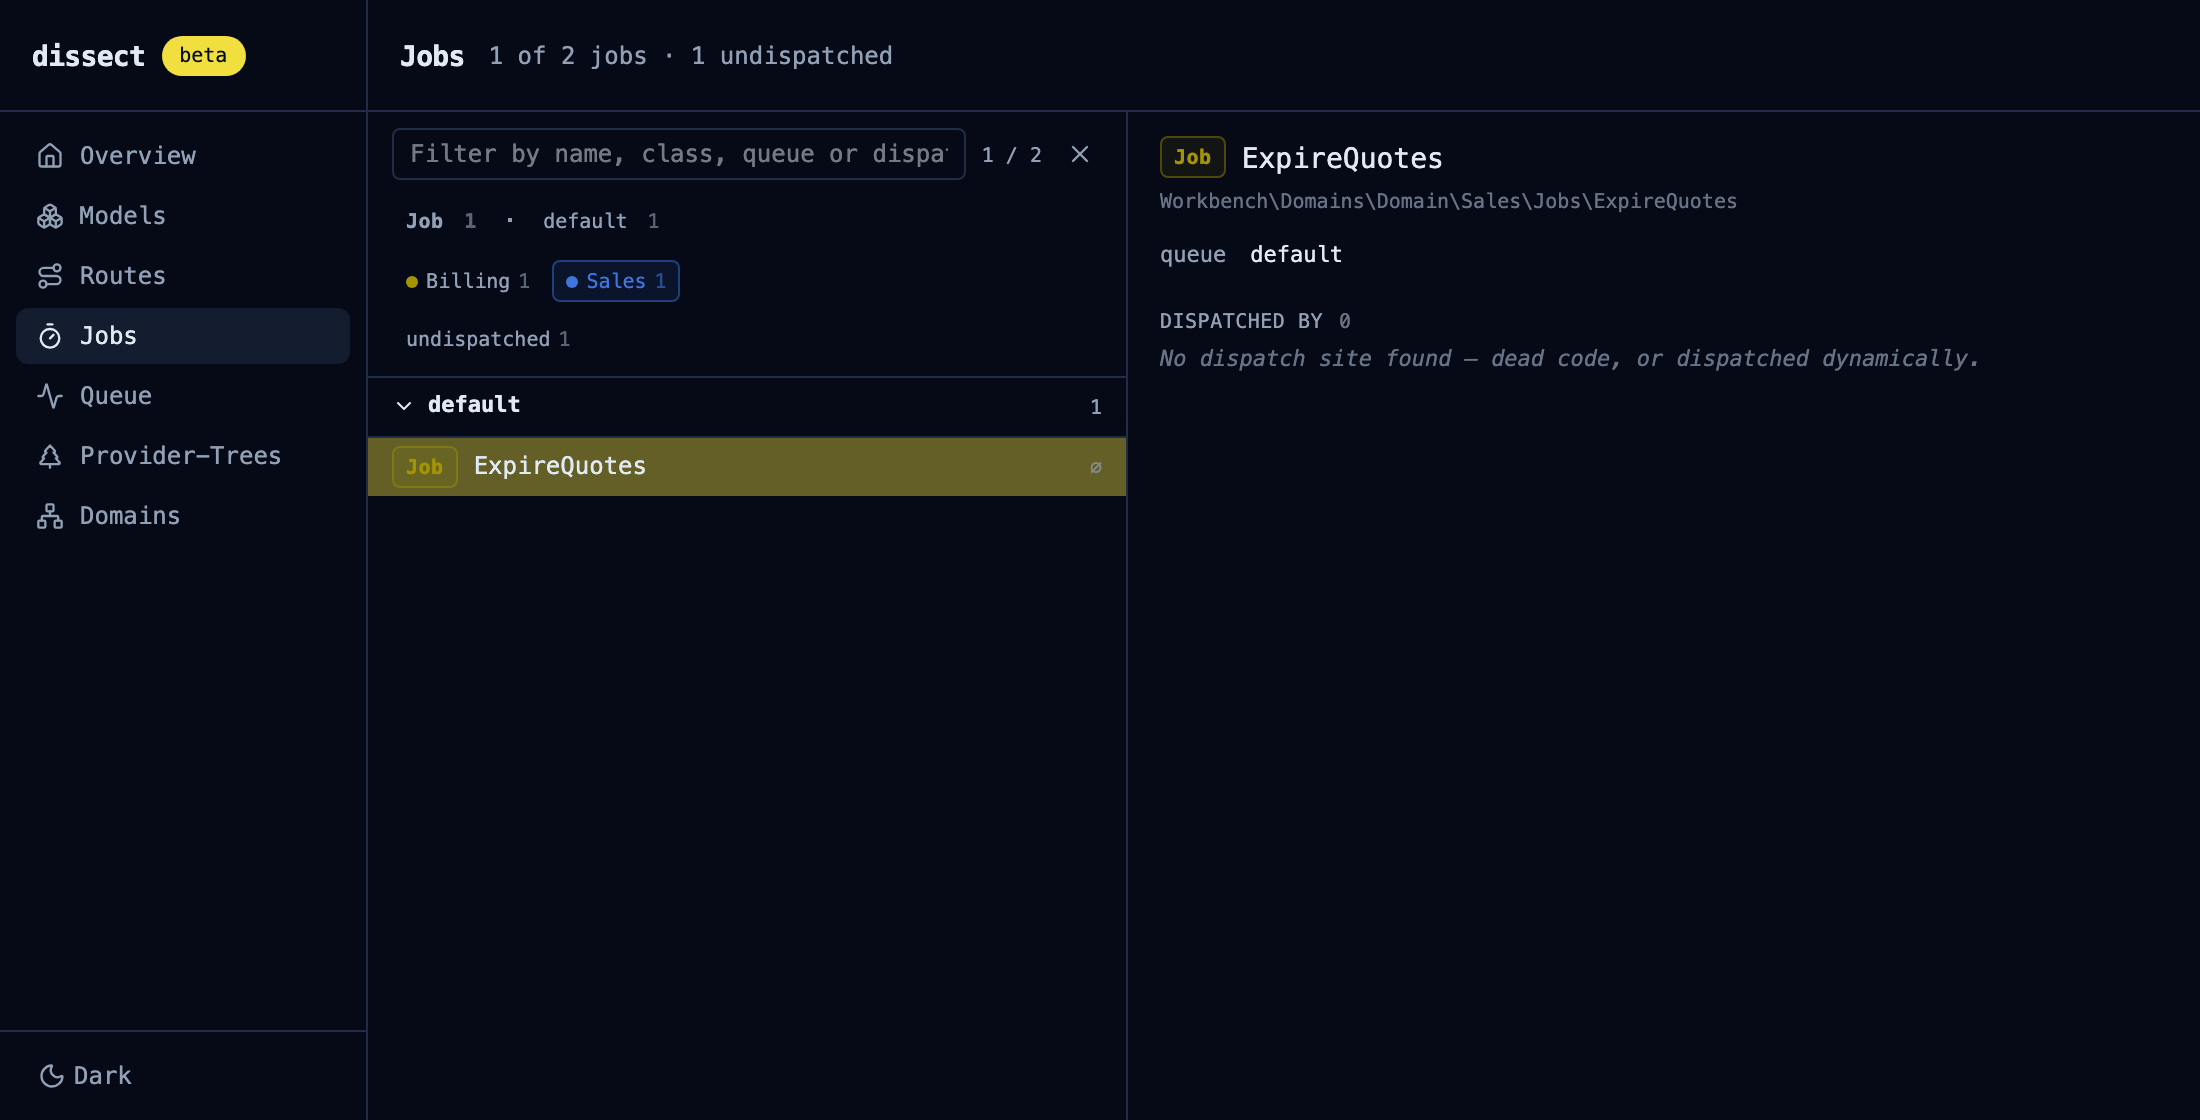 dissect beta
Jobs 1 of 2 jobs · 1 undispatched
Overview
Models
Routes
Jobs
Queue
Provider-Trees
Domains
Dark
Filter by name, class, queue or dispa
1 / 2
Job 1 · default 1
Billing 1 Sales 1
undispatched 1
default 1
Job ExpireQuotes ∅
Job ExpireQuotes
Workbench\Domains\Domain\Sales\Jobs\ExpireQuotes
queue default
DISPATCHED BY 0
No dispatch site found — dead code, or dispatched dynamically.